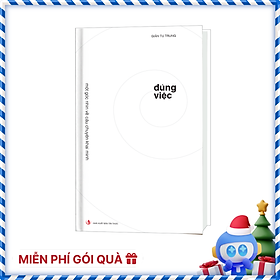 GIẢN TƯ TRUNG
đúng
việc
một góc nhìn về câu chuyện khai minh
MIỄN PHÍ GÓI QUÀ